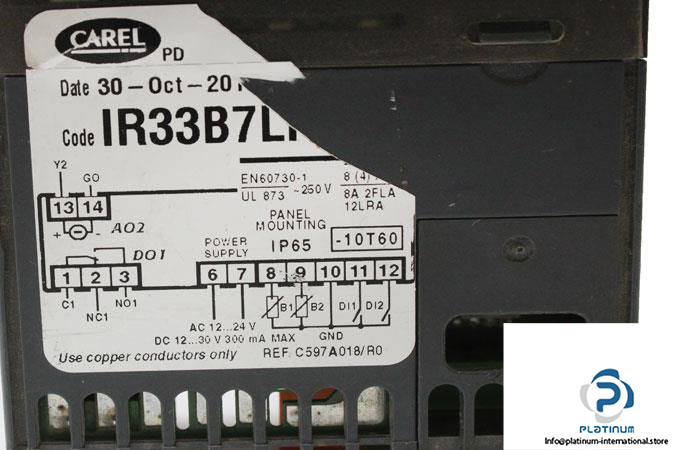 CAREL
PD
Date 30-Oct-201
Code IR33B7L
Y2
GO
13 14
+ - AO2
DO1
1 2 3
C1
NC1
NO1
EN60730-1
UL 873 ~250V
8 (4)
8A 2FLA
12LRA
PANEL
MOUNTING
IP65
-10T60
POWER
SUPPLY
6 7 8 9 10 11 12
B1 B2 DI1 DI2
AC 12...24V
GND
DC 12...30V 300 mA MAX
Use copper conductors only
REF. C597A018/R0
PLATINUM
Info@platinum-international.store